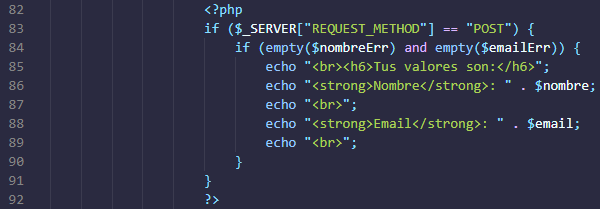 82 <?php
83 if ($_SERVER["REQUEST_METHOD"] == "POST") {
84 if (empty($nombreErr) and empty($emailErr)) {
85 echo "<br><h6>Tus valores son:</h6>";
86 echo "<strong>Nombre</strong>: " . $nombre;
87 echo "<br>";
88 echo "<strong>Email</strong>: " . $email;
89 echo "<br>";
90 }
91 }
92 ?>